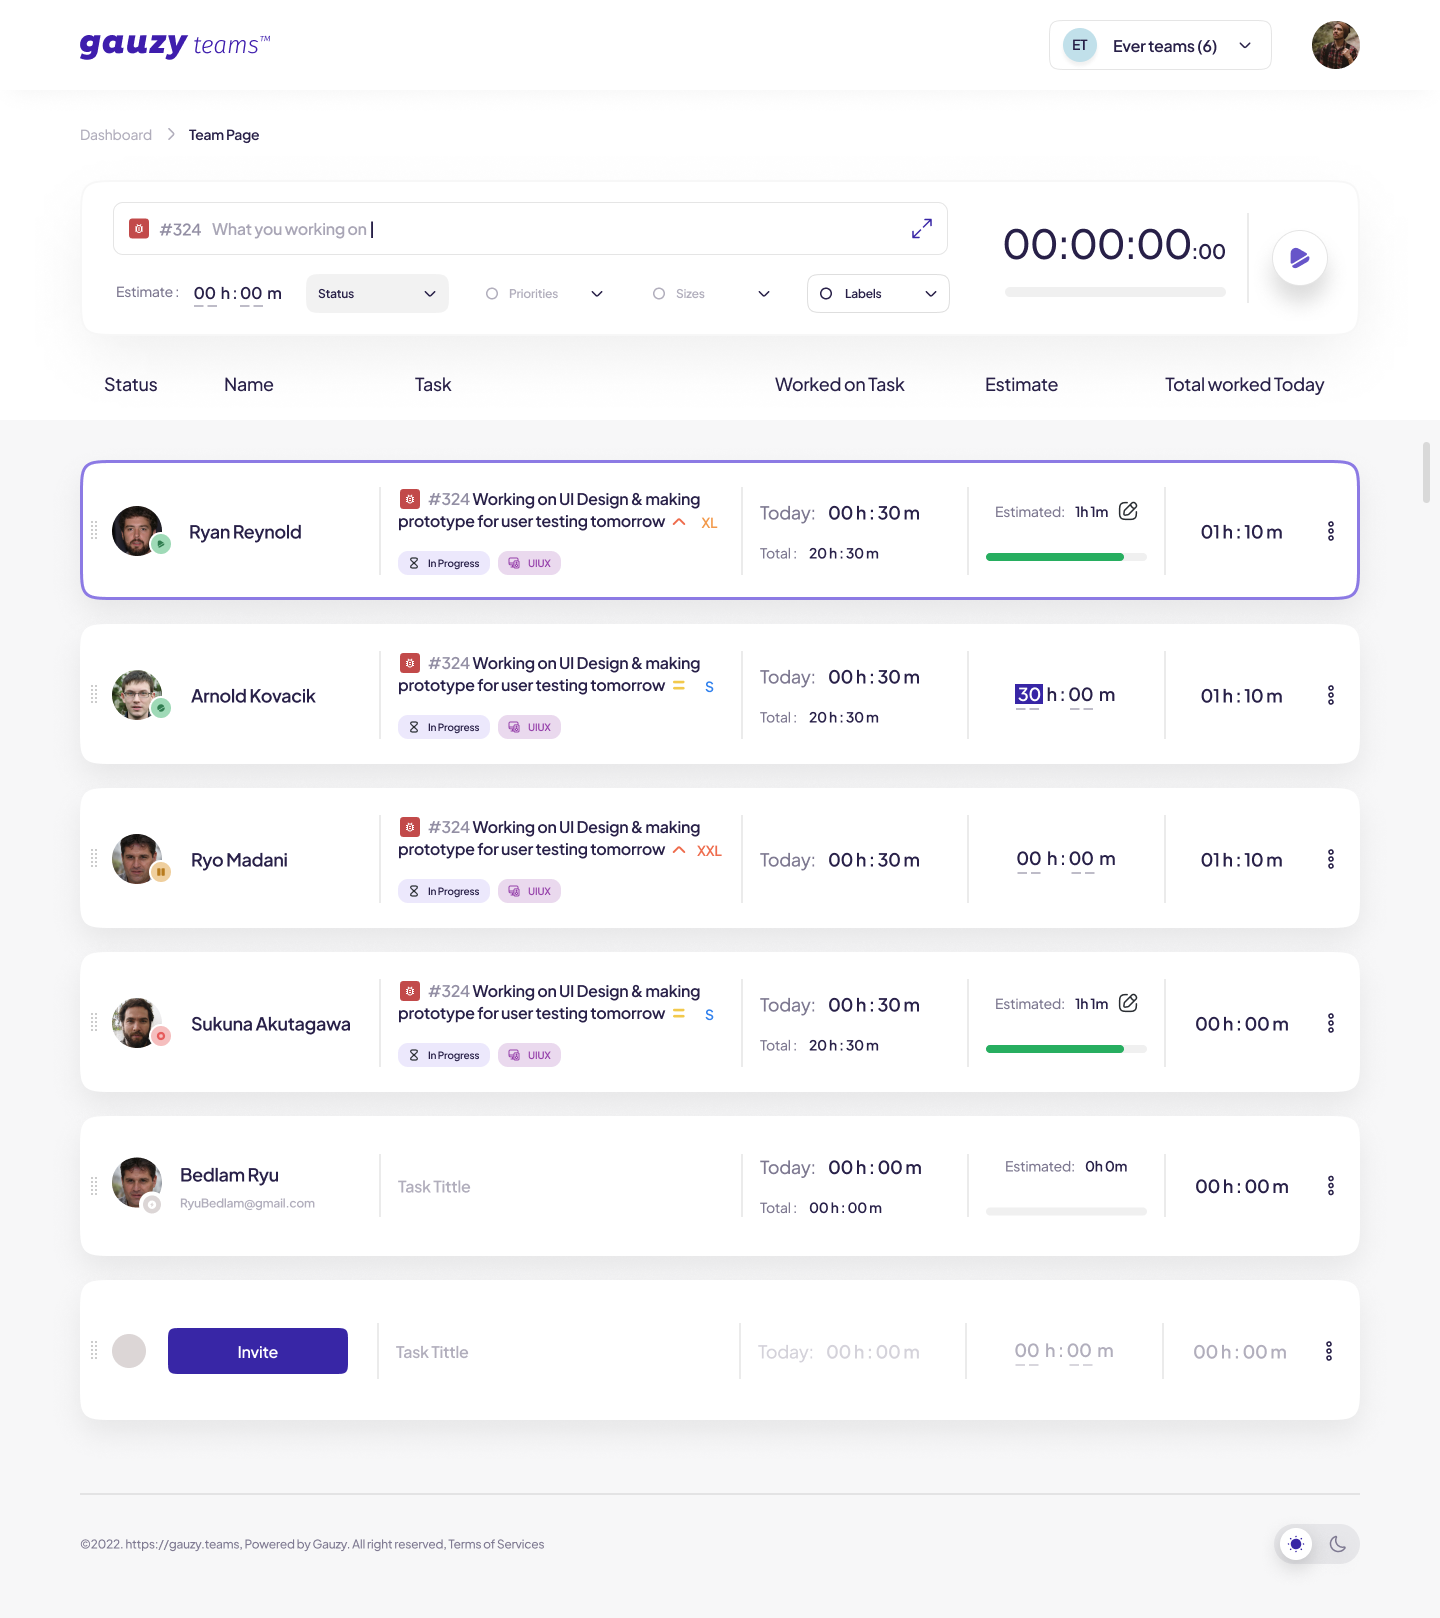 gauzy teams™
ET Ever teams (6)
Dashboard Team Page
#324 What you working on
00:00:00:00
Estimate : 00 h : 00 m Status Priorities Sizes Labels
Status Name Task Worked on Task Estimate Total worked Today
Ryan Reynold
#324 Working on UI Design & making
prototype for user testing tomorrow XL
In Progress UIUX
Today: 00 h : 30 m
Total : 20 h : 30 m
Estimated: 1h 1m
01 h : 10 m
Arnold Kovacik
#324 Working on UI Design & making
prototype for user testing tomorrow S
In Progress UIUX
Today: 00 h : 30 m
Total : 20 h : 30 m
30 h : 00 m
01 h : 10 m
Ryo Madani
#324 Working on UI Design & making
prototype for user testing tomorrow XXL
In Progress UIUX
Today: 00 h : 30 m
00 h : 00 m
01 h : 10 m
Sukuna Akutagawa
#324 Working on UI Design & making
prototype for user testing tomorrow S
In Progress UIUX
Today: 00 h : 30 m
Total : 20 h : 30 m
Estimated: 1h 1m
00 h : 00 m
Bedlam Ryu
RyuBedlam@gmail.com
Task Tittle
Today: 00 h : 00 m
Total : 00 h : 00 m
Estimated: 0h 0m
00 h : 00 m
Invite
Task Tittle
Today: 00 h : 00 m
00 h : 00 m
00 h : 00 m
©2022. https://gauzy.teams, Powered by Gauzy. All right reserved, Terms of Services